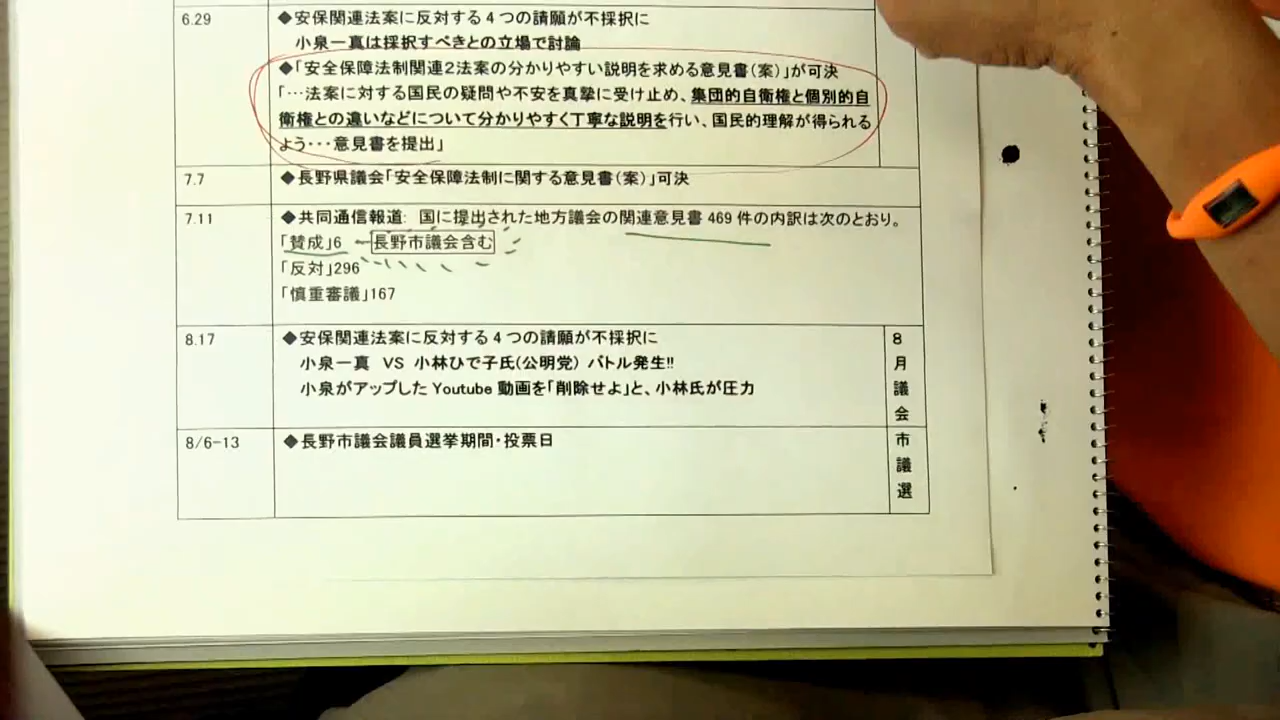 6.29
◆安保関連法案に反対する4つの請願が不採択に
小泉一真は採択すべきとの立場で討論
◆「安全保障法制関連2法案の分かりやすい説明を求める意見書(案)」が可決
「…法案に対する国民の疑問や不安を真摯に受け止め、集団的自衛権と個別的自
衛権との違いなどについて分かりやすく丁寧な説明を行い、国民的理解が得られる
よう…意見書を提出」
7.7
◆長野県議会「安全保障法制に関する意見書(案)」可決
7.11
◆共同通信報道: 国に提出された地方議会の関連意見書 469 件の内訳は次のとおり。
「賛成」6 ←長野市議会含む
「反対」296
「慎重審議」167
8.17
◆安保関連法案に反対する4つの請願が不採択に
小泉一真 VS 小林ひで子氏(公明党) バトル発生!!
小泉がアップした Youtube 動画を「削除せよ」と、小林氏が圧力
8月議会
8/6-13
◆長野市議会議員選挙期間・投票日
市議選